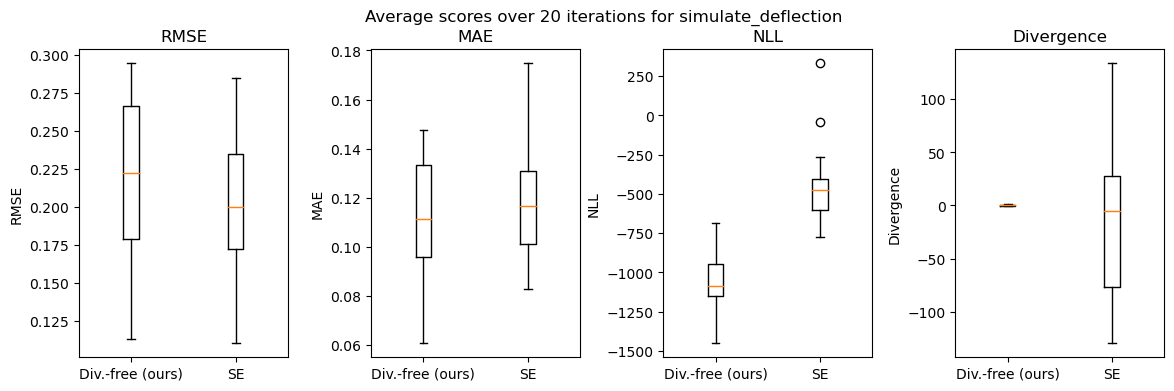 Average scores over 20 iterations for simulate_deflection
RMSE
0.300
0.275
0.250
0.225
0.200
0.175
0.150
0.125
RMSE
Div.-free (ours)
SE
MAE
0.18
0.16
0.14
0.12
0.10
0.08
0.06
MAE
Div.-free (ours)
SE
NLL
250
0
−250
−500
−750
−1000
−1250
−1500
NLL
Div.-free (ours)
SE
Divergence
100
50
0
−50
−100
Divergence
Div.-free (ours)
SE